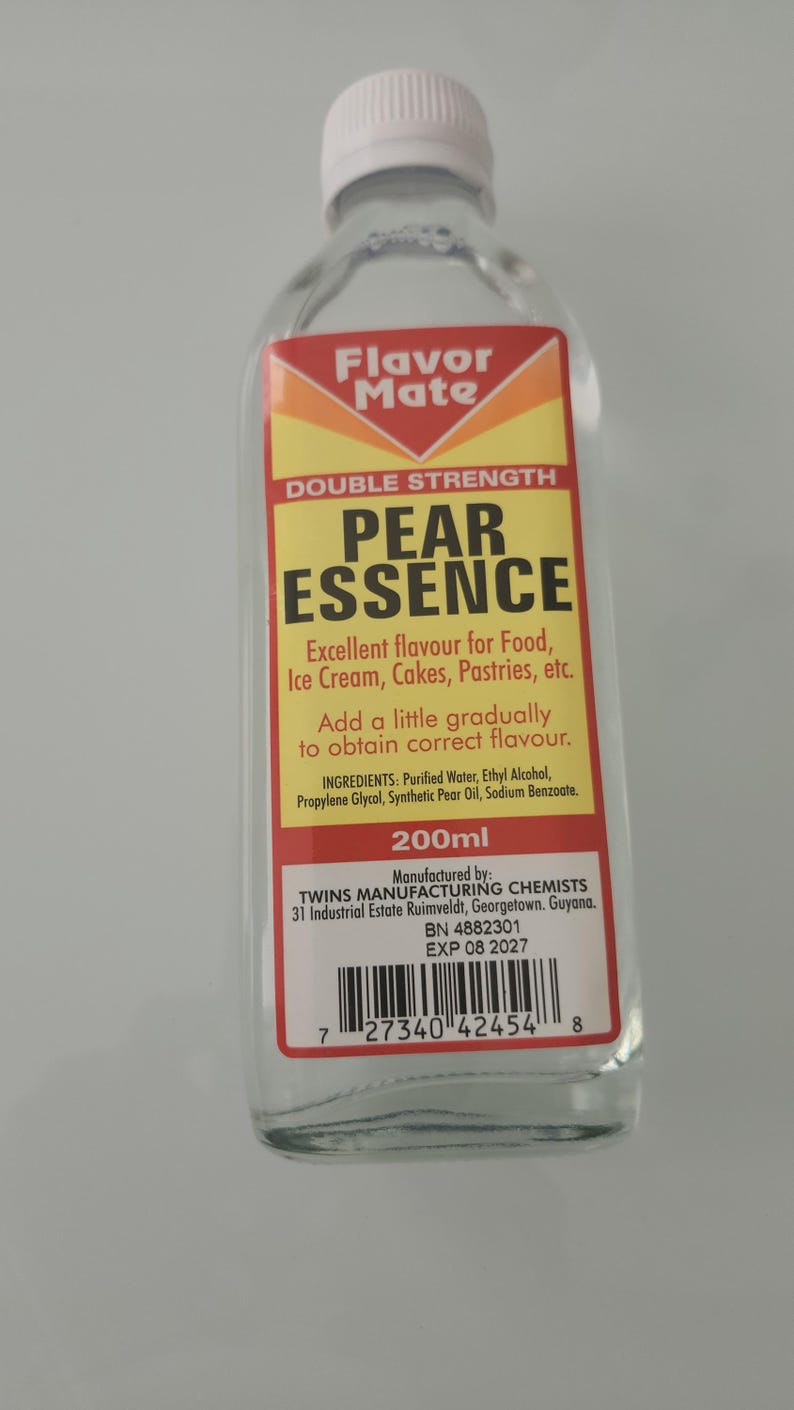 Flavor
Mate
DOUBLE STRENGTH
PEAR
ESSENCE
Excellent flavour for Food,
Ice Cream, Cakes, Pastries, etc.
Add a little gradually
to obtain correct flavour.
INGREDIENTS: Purified Water, Ethyl Alcohol,
Propylene Glycol, Synthetic Pear Oil, Sodium Benzoate.
200ml
Manufactured by:
TWINS MANUFACTURING CHEMISTS
31 Industrial Estate Ruimveldt, Georgetown. Guyana.
BN 4882301
EXP 08 2027
7 27340 42454 8